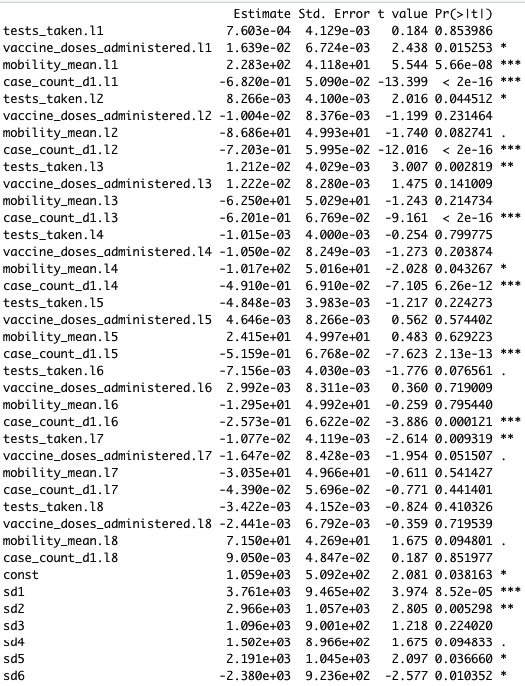 Estimate Std. Error t value Pr(>|t|)
tests_taken.l1 7.603e-04 4.129e-03 0.184 0.853986
vaccine_doses_administered.l1 1.639e-02 6.724e-03 2.438 0.015253 *
mobility_mean.l1 2.283e+02 4.118e+01 5.544 5.66e-08 ***
case_count_d1.l1 -6.820e-01 5.090e-02 -13.399 < 2e-16 ***
tests_taken.l2 8.266e-03 4.100e-03 2.016 0.044512 *
vaccine_doses_administered.l2 -1.004e-02 8.376e-03 -1.199 0.231464
mobility_mean.l2 -8.686e+01 4.993e+01 -1.740 0.082741 .
case_count_d1.l2 -7.203e-01 5.995e-02 -12.016 < 2e-16 ***
tests_taken.l3 1.212e-02 4.029e-03 3.007 0.002819 **
vaccine_doses_administered.l3 1.222e-02 8.280e-03 1.475 0.141009
mobility_mean.l3 -6.250e+01 5.029e+01 -1.243 0.214734
case_count_d1.l3 -6.201e-01 6.769e-02 -9.161 < 2e-16 ***
tests_taken.l4 -1.015e-03 4.000e-03 -0.254 0.799775
vaccine_doses_administered.l4 -1.050e-02 8.249e-03 -1.273 0.203874
mobility_mean.l4 -1.017e+02 5.016e+01 -2.028 0.043267 *
case_count_d1.l4 -4.910e-01 6.910e-02 -7.105 6.26e-12 ***
tests_taken.l5 -4.848e-03 3.983e-03 -1.217 0.224273
vaccine_doses_administered.l5 4.646e-03 8.266e-03 0.562 0.574402
mobility_mean.l5 2.415e+01 4.997e+01 0.483 0.629223
case_count_d1.l5 -5.159e-01 6.768e-02 -7.623 2.13e-13 ***
tests_taken.l6 -7.156e-03 4.030e-03 -1.776 0.076561 .
vaccine_doses_administered.l6 2.992e-03 8.311e-03 0.360 0.719009
mobility_mean.l6 -1.295e+01 4.992e+01 -0.259 0.795440
case_count_d1.l6 -2.573e-01 6.622e-02 -3.886 0.000121 ***
tests_taken.l7 -1.077e-02 4.119e-03 -2.614 0.009319 **
vaccine_doses_administered.l7 -1.647e-02 8.428e-03 -1.954 0.051507 .
mobility_mean.l7 -3.035e+01 4.966e+01 -0.611 0.541427
case_count_d1.l7 -4.390e-02 5.696e-02 -0.771 0.441401
tests_taken.l8 -3.422e-03 4.152e-03 -0.824 0.410326
vaccine_doses_administered.l8 -2.441e-03 6.792e-03 -0.359 0.719539
mobility_mean.l8 7.150e+01 4.269e+01 1.675 0.094801 .
case_count_d1.l8 9.050e-03 4.847e-02 0.187 0.851977
const 1.059e+03 5.092e+02 2.081 0.038163 *
sd1 3.761e+03 9.465e+02 3.974 8.52e-05 ***
sd2 2.966e+03 1.057e+03 2.805 0.005298 **
sd3 1.096e+03 9.001e+02 1.218 0.224020
sd4 1.502e+03 8.966e+02 1.675 0.094833 .
sd5 2.191e+03 1.045e+03 2.097 0.036660 *
sd6 -2.380e+03 9.236e+02 -2.577 0.010352 *